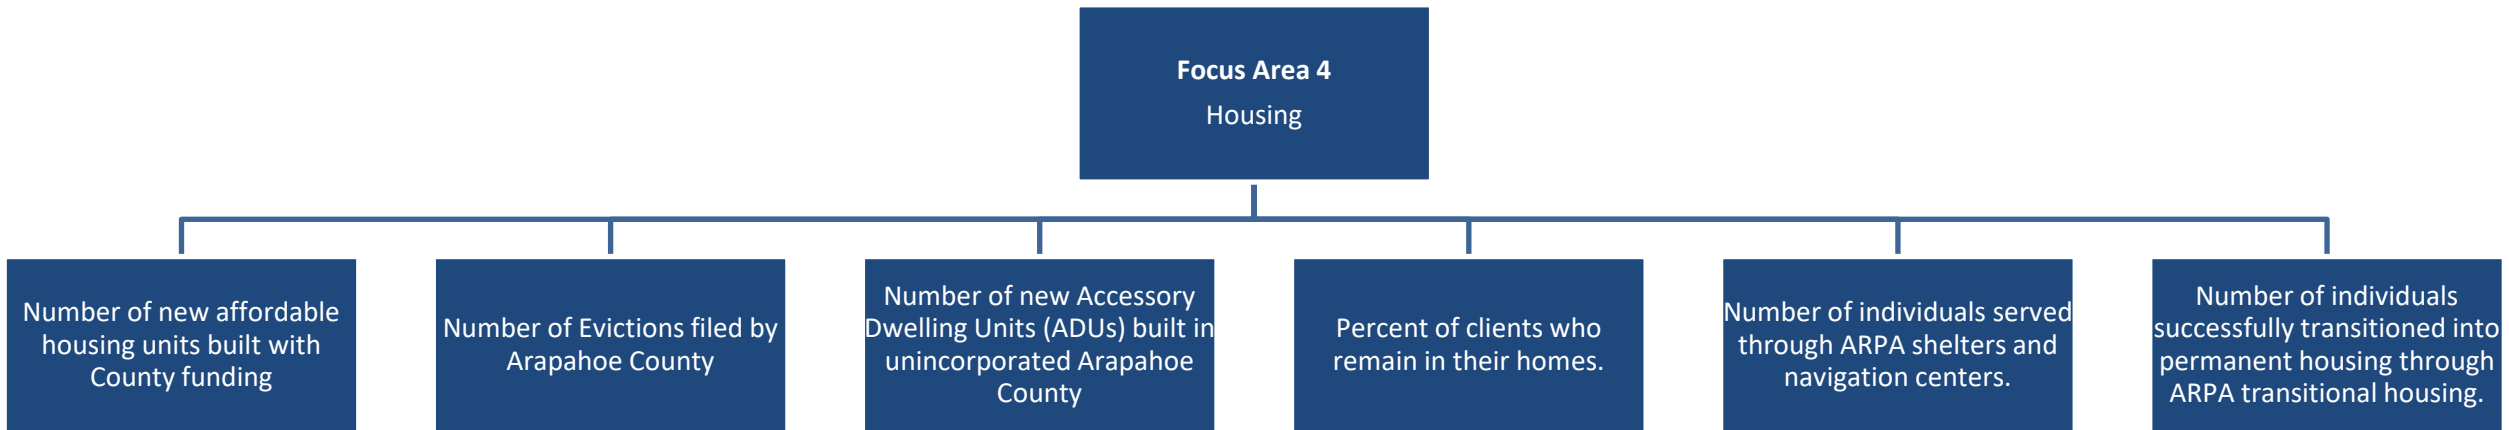 Focus Area 4
Housing
Number of new affordable
housing units built with
County funding
Number of Evictions filed by
Arapahoe County
Number of new Accessory
Dwelling Units (ADUs) built in
unincorporated Arapahoe
County
Percent of clients who
remain in their homes.
Number of individuals served
through ARPA shelters and
navigation centers.
Number of individuals
successfully transitioned into
permanent housing through
ARPA transitional housing.